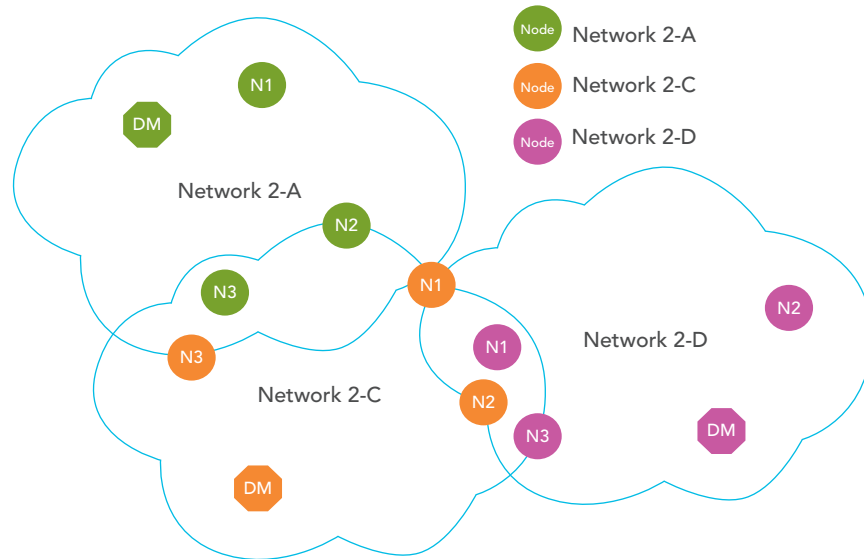 Node Network 2-A
Node Network 2-C
Node Network 2-D
N1
DM
Network 2-A
N2
N1
N3
N2
N3
N1
Network 2-D
Network 2-C
N2
DM
N3
DM